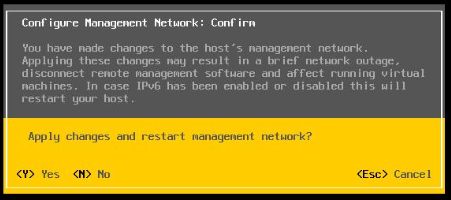 Configure Management Network: Confirm
You have made changes to the host's management network.
Applying these changes may result in a brief network outage,
disconnect remote management software and affect running virtual
machines. In case IPv6 has been enabled or disabled this will
restart your host.
Apply changes and restart management network?
<Y> Yes <N> No <Esc> Cancel